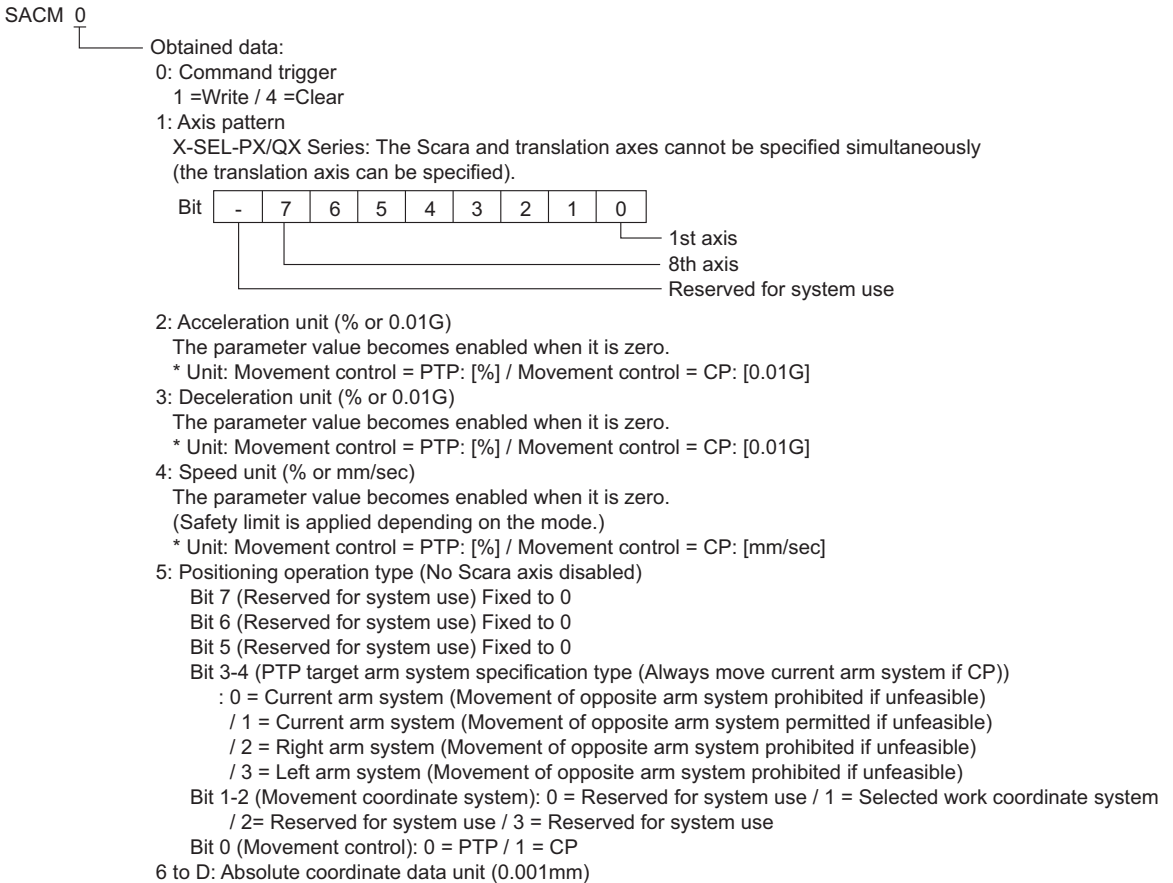 SACM 0
Obtained data:
0: Command trigger
1 =Write / 4 =Clear
1: Axis pattern
X-SEL-PX/QX Series: The Scara and translation axes cannot be specified simultaneously
(the translation axis can be specified).
Bit - 7 6 5 4 3 2 1 0
1st axis
8th axis
Reserved for system use
2: Acceleration unit (% or 0.01G)
The parameter value becomes enabled when it is zero.
* Unit: Movement control = PTP: [%] / Movement control = CP: [0.01G]
3: Deceleration unit (% or 0.01G)
The parameter value becomes enabled when it is zero.
* Unit: Movement control = PTP: [%] / Movement control = CP: [0.01G]
4: Speed unit (% or mm/sec)
The parameter value becomes enabled when it is zero.
(Safety limit is applied depending on the mode.)
* Unit: Movement control = PTP: [%] / Movement control = CP: [mm/sec]
5: Positioning operation type (No Scara axis disabled)
Bit 7 (Reserved for system use) Fixed to 0
Bit 6 (Reserved for system use) Fixed to 0
Bit 5 (Reserved for system use) Fixed to 0
Bit 3-4 (PTP target arm system specification type (Always move current arm system if CP))
: 0 = Current arm system (Movement of opposite arm system prohibited if unfeasible)
/ 1 = Current arm system (Movement of opposite arm system permitted if unfeasible)
/ 2 = Right arm system (Movement of opposite arm system prohibited if unfeasible)
/ 3 = Left arm system (Movement of opposite arm system prohibited if unfeasible)
Bit 1-2 (Movement coordinate system): 0 = Reserved for system use / 1 = Selected work coordinate system
/ 2= Reserved for system use / 3 = Reserved for system use
Bit 0 (Movement control): 0 = PTP / 1 = CP
6 to D: Absolute coordinate data unit (0.001mm)